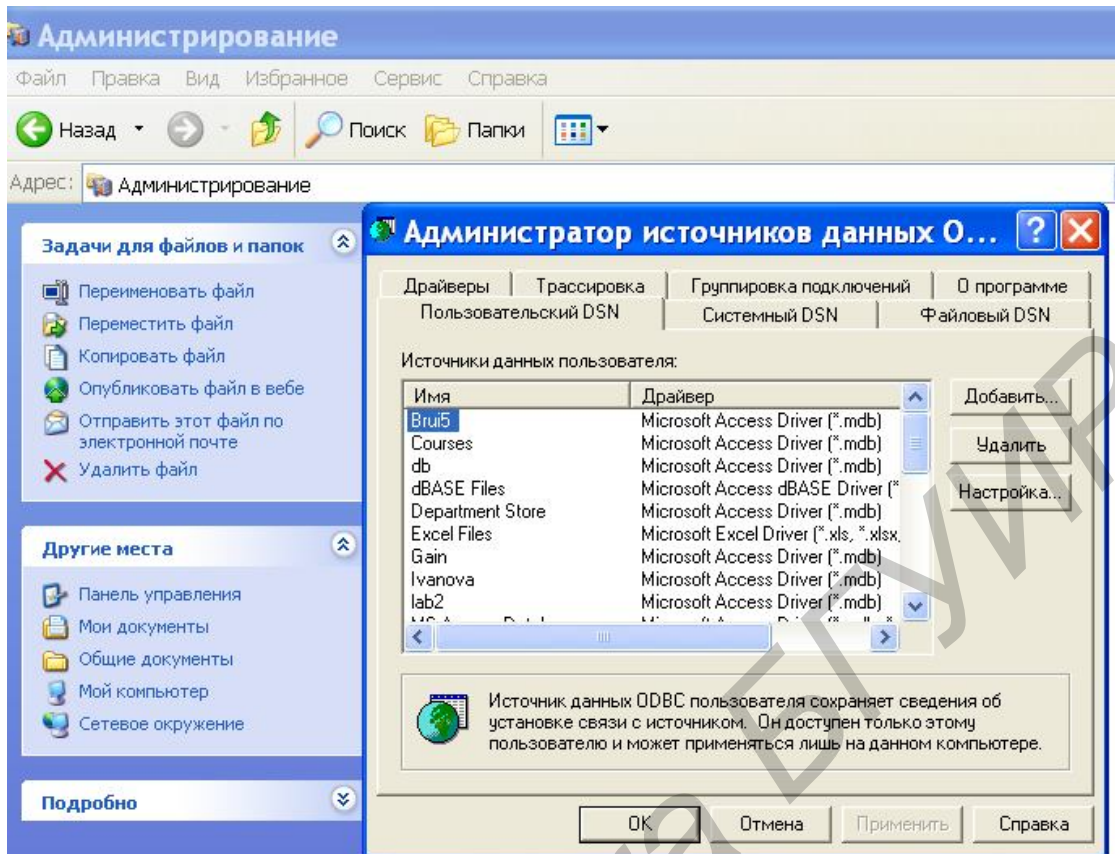 Администрирование
Файл Правка Вид Избранное Сервис Справка
Назад Поиск Папки
Адрес: Администрирование
Задачи для файлов и папок
Переименовать файл
Переместить файл
Копировать файл
Опубликовать файл в вебе
Отправить этот файл по
электронной почте
Удалить файл
Другие места
Панель управления
Мои документы
Общие документы
Мой компьютер
Сетевое окружение
Подробно
Администратор источников данных O...
Драйверы Трассировка Группировка подключений О программе
Пользовательский DSN Системный DSN Файловый DSN
Источники данных пользователя:
Имя Драйвер
Brui5 Microsoft Access Driver (*.mdb)
Courses Microsoft Access Driver (*.mdb)
db Microsoft Access Driver (*.mdb)
dBASE Files Microsoft Access dBASE Driver (*
Department Store Microsoft Access Driver (*.mdb)
Excel Files Microsoft Excel Driver (*.xls, *.xlsx,
Gain Microsoft Access Driver (*.mdb)
Ivanova Microsoft Access Driver (*.mdb)
lab2 Microsoft Access Driver (*.mdb)
Добавить...
Удалить
Настройка...
Источник данных ODBC пользователя сохраняет сведения об
установке связи с источником. Он доступен только этому
пользователю и может применяться лишь на данном компьютере.
OK Отмена Применить Справка
БГУИР